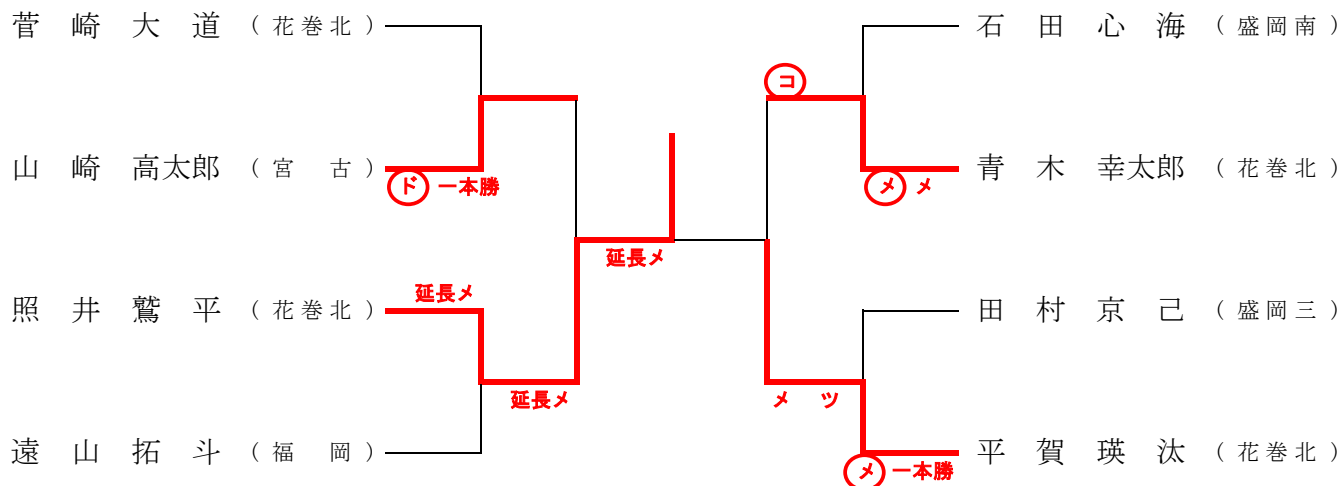 菅崎大道（花巻北）
石田心海（盛岡南）
コ
山崎高太郎（宮古）
ド 一本勝
青木幸太郎（花巻北）
メ メ
延長メ
延長メ
照井鷲平（花巻北）
田村京己（盛岡三）
延長メ
メ ツ
遠山拓斗（福岡）
平賀瑛汰（花巻北）
メ 一本勝